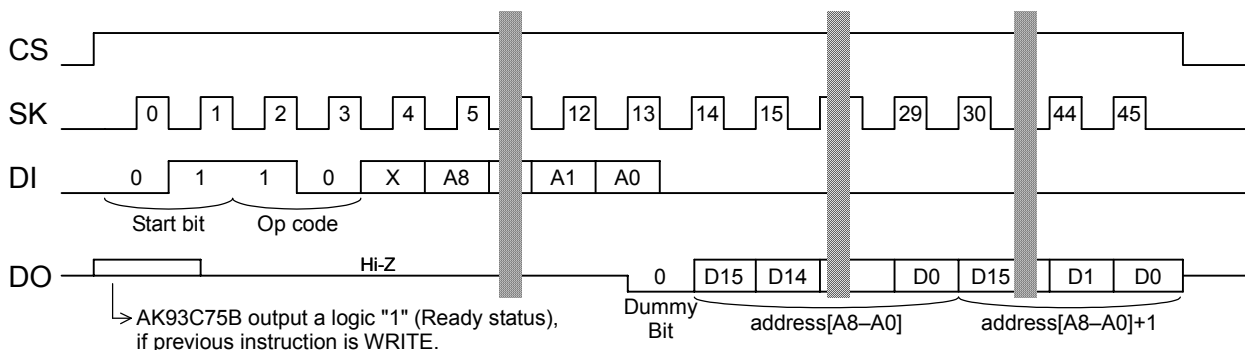 CS
SK 0 1 2 3 4 5 12 13 14 15 29 30 44 45
DI 0 1 1 0 X A8 A1 A0
Start bit Op code
DO Hi-Z 0 D15 D14 D0 D15 D1 D0
Dummy
Bit
address[A8–A0] address[A8–A0]+1
AK93C75B output a logic "1" (Ready status),
if previous instruction is WRITE.